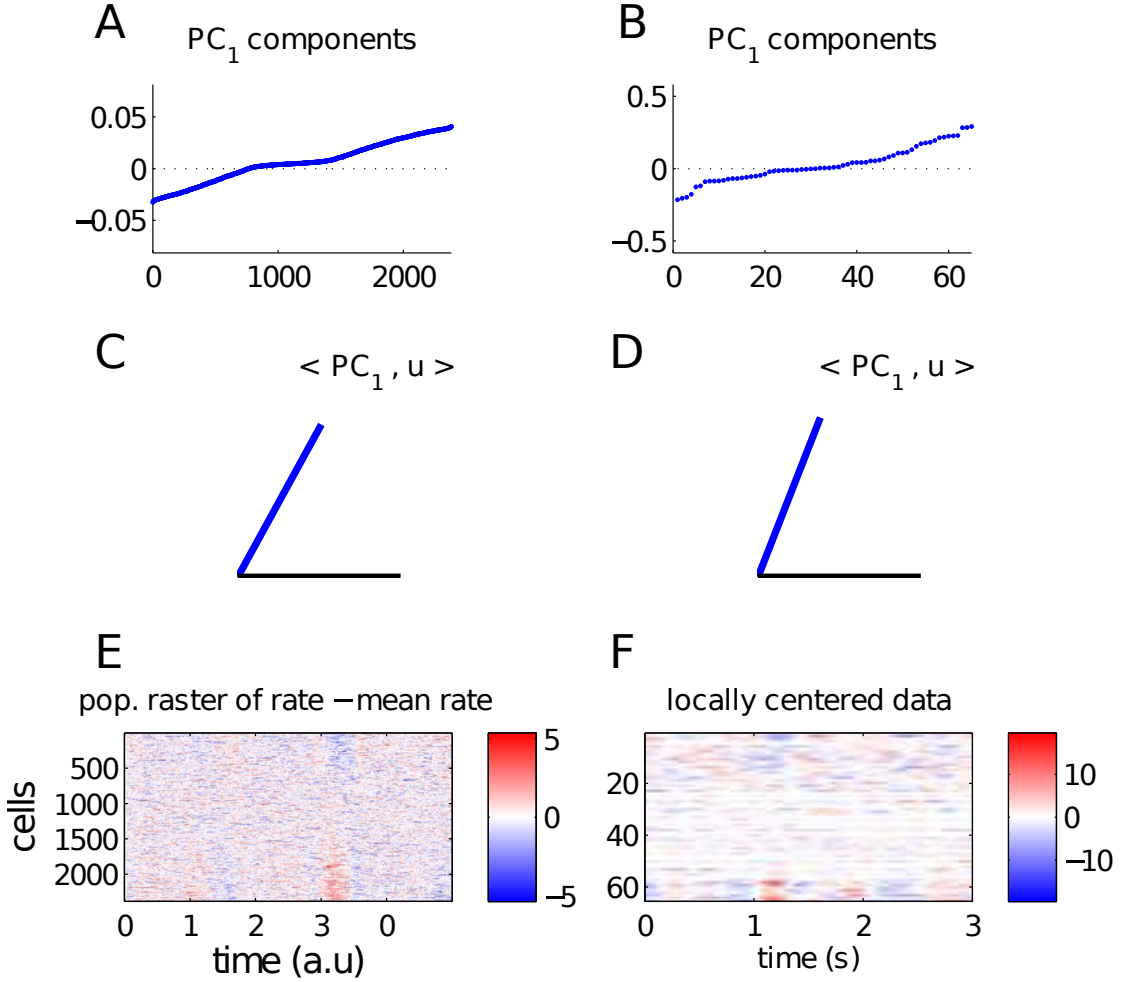 A
PC1 components
0.05
0
−0.05
0 1000 2000
B
PC1 components
0.5
0
−0.5
0 20 40 60
C
< PC1 , u >
D
< PC1 , u >
E
pop. raster of rate −mean rate
cells
500
1000
1500
2000
0 1 2 3 0
time (a.u)
5
0
−5
F
locally centered data
20
40
60
0 1 2 3
time (s)
10
0
−10